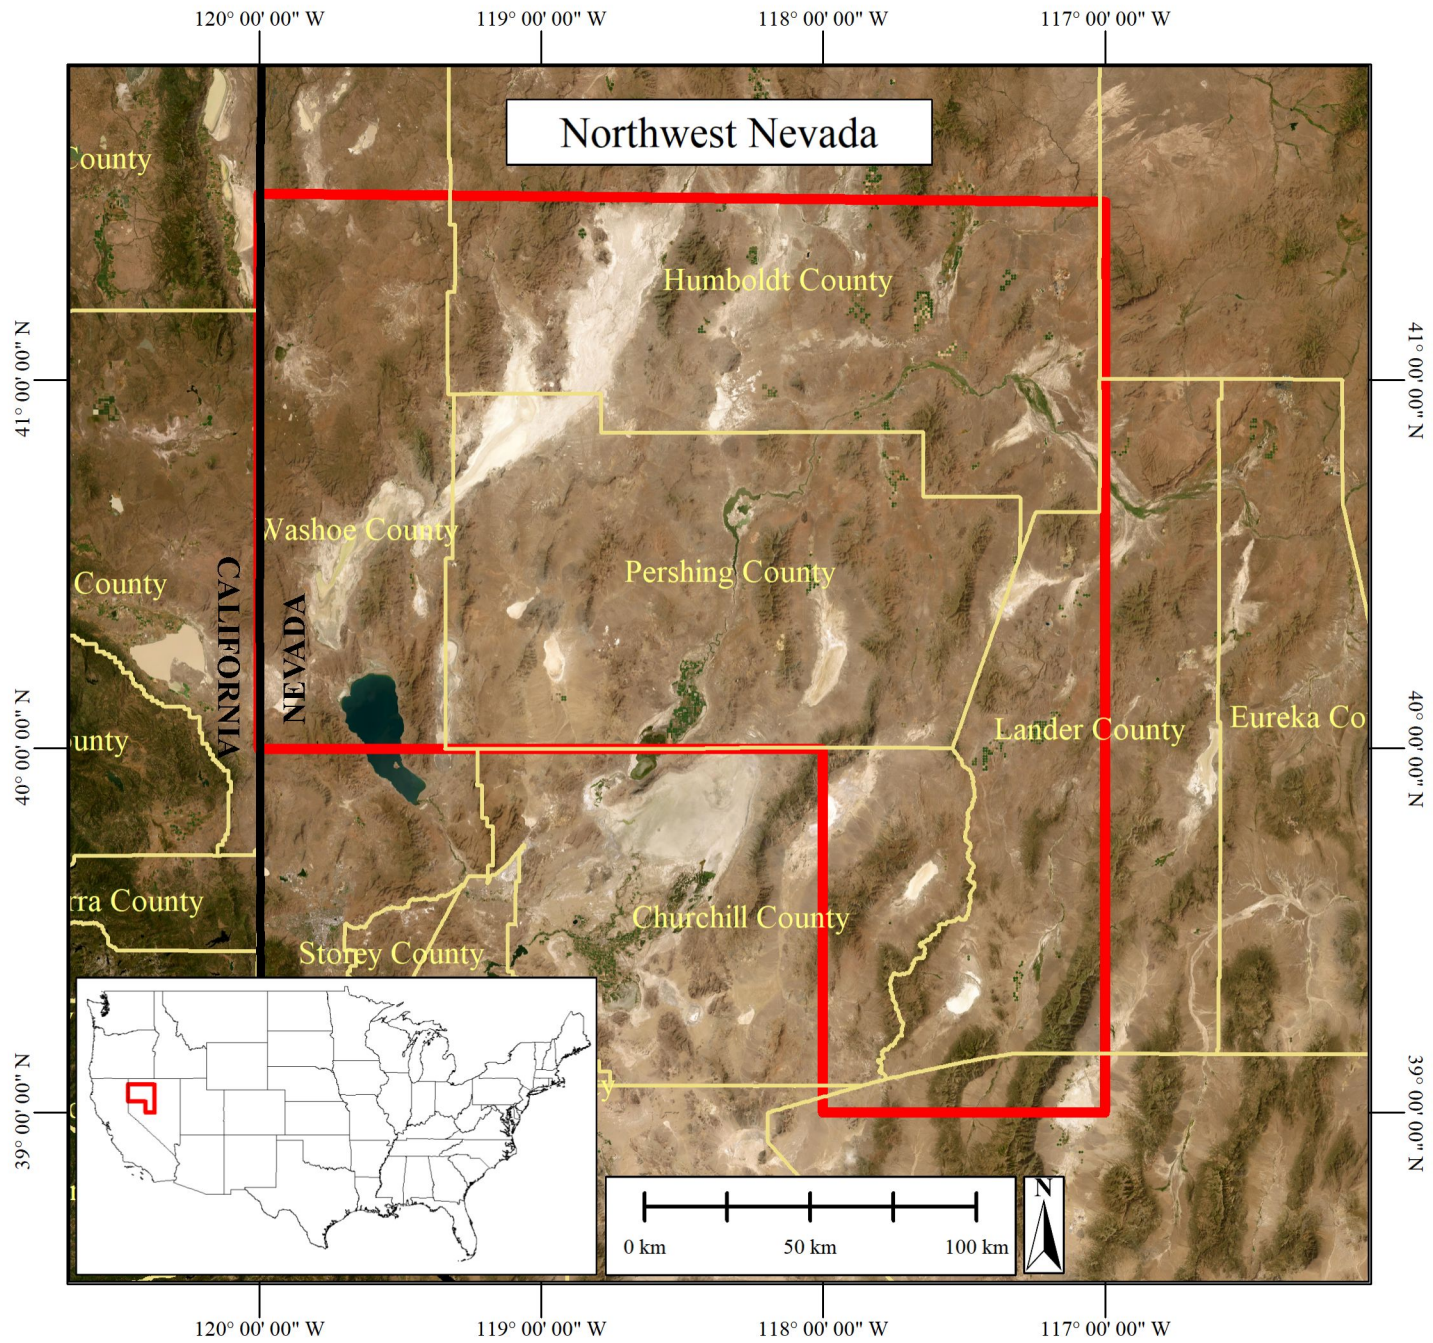 120° 00' 00" W
119° 00' 00" W
118° 00' 00" W
117° 00' 00" W
Northwest Nevada
County
Humboldt County
41° 00' 00" N
41° 00' 00" N
Washoe County
Pershing County
County
CALIFORNIA
NEVADA
40° 00' 00" N
40° 00' 00" N
ounty
Lander County
Eureka Co
rra County
Churchill County
Storey County
39° 00' 00" N
39° 00' 00" N
y
N
0 km
50 km
100 km
120° 00' 00" W
119° 00' 00" W
118° 00' 00" W
117° 00' 00" W